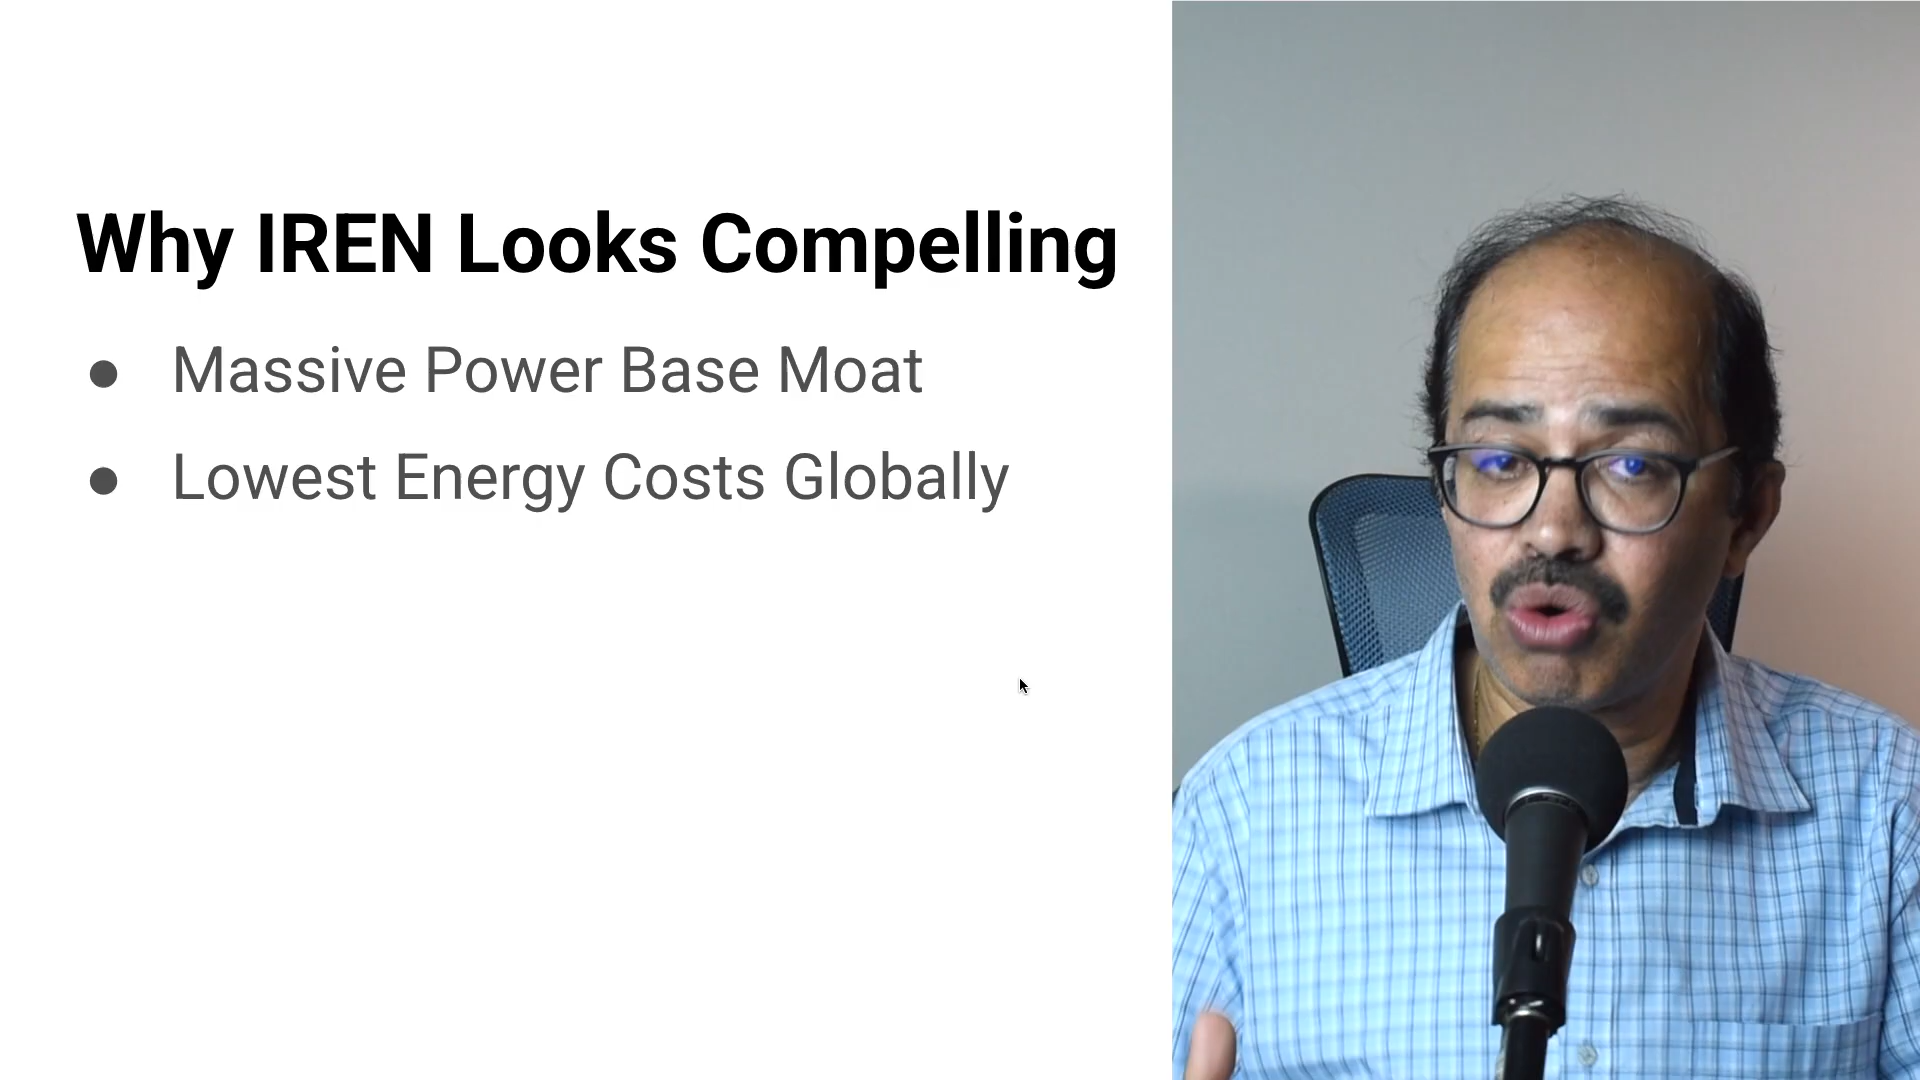 Why IREN Looks Compelling
● Massive Power Base Moat
● Lowest Energy Costs Globally